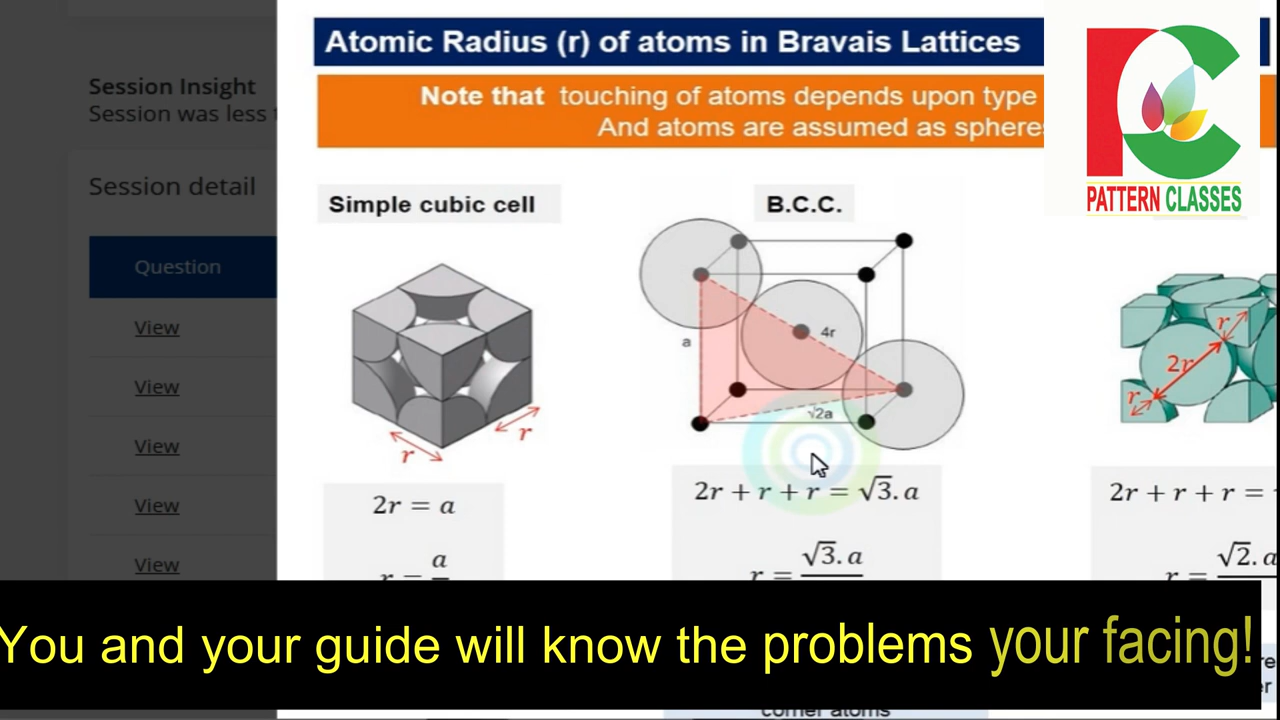 Atomic Radius (r) of atoms in Bravais Lattices
Session Insight
Session was less
Note that touching of atoms depends upon type
And atoms are assumed as spheres
PATTERN CLASSES
Session detail
Question
View
View
View
View
View
Simple cubic cell
r
r
2r = a
a
B.C.C.
4r
a
√2a
2r + r + r = √3. a
r = √3. a
r
2r
r
2r + r + r =
r = √2. a
You and your guide will know the problems your facing!
corner atoms